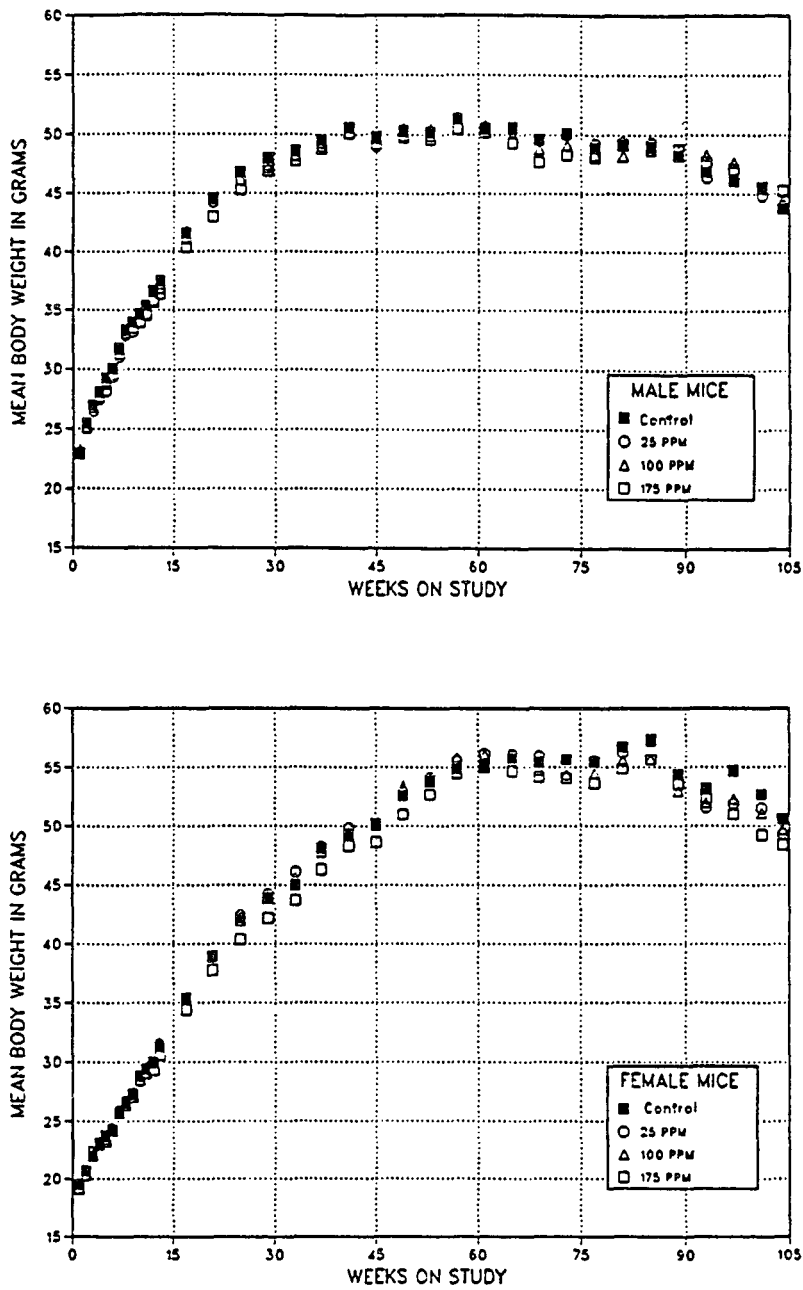 60
55
50
45
40
35
30
25
20
15
MEAN BODY WEIGHT IN GRAMS
MALE MICE
Control
25 PPM
100 PPM
175 PPM
0 15 30 45 60 75 90 105
WEEKS ON STUDY
60
55
50
45
40
35
30
25
20
15
MEAN BODY WEIGHT IN GRAMS
FEMALE MICE
Control
25 PPM
100 PPM
175 PPM
0 15 30 45 60 75 90 105
WEEKS ON STUDY